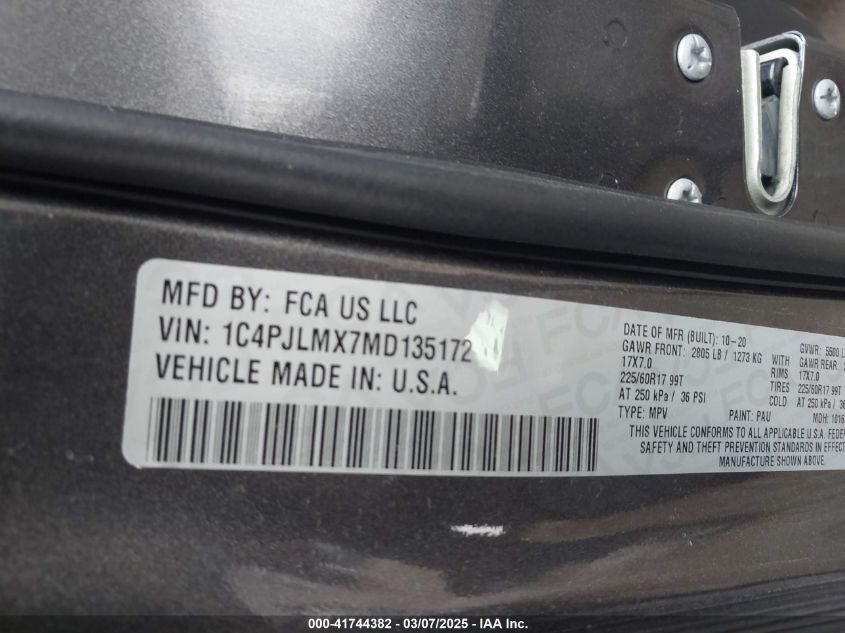 MFD BY: FCA US LLC
VIN: 1C4PJLMX7MD135172
VEHICLE MADE IN: U.S.A.
DATE OF MFR (BUILT): 10-20
GAWR FRONT: 2805 LB / 1273 KG WITH
17X7.0 RIMS
225/60R17 99T TIRES
AT 250 kPa / 36 PSI COLD
TYPE: MPV PAINT: PAU
GVWR: 5500 L
GAWR REAR:
17X7.0
225/60R17 99T
AT 250 kPa / 36
MDH: 1016
THIS VEHICLE CONFORMS TO ALL APPLICABLE U.S.A. FEDER
SAFETY AND THEFT PREVENTION STANDARDS IN EFFECT
MANUFACTURE SHOWN ABOVE.
000-41744382 - 03/07/2025 - IAA Inc.